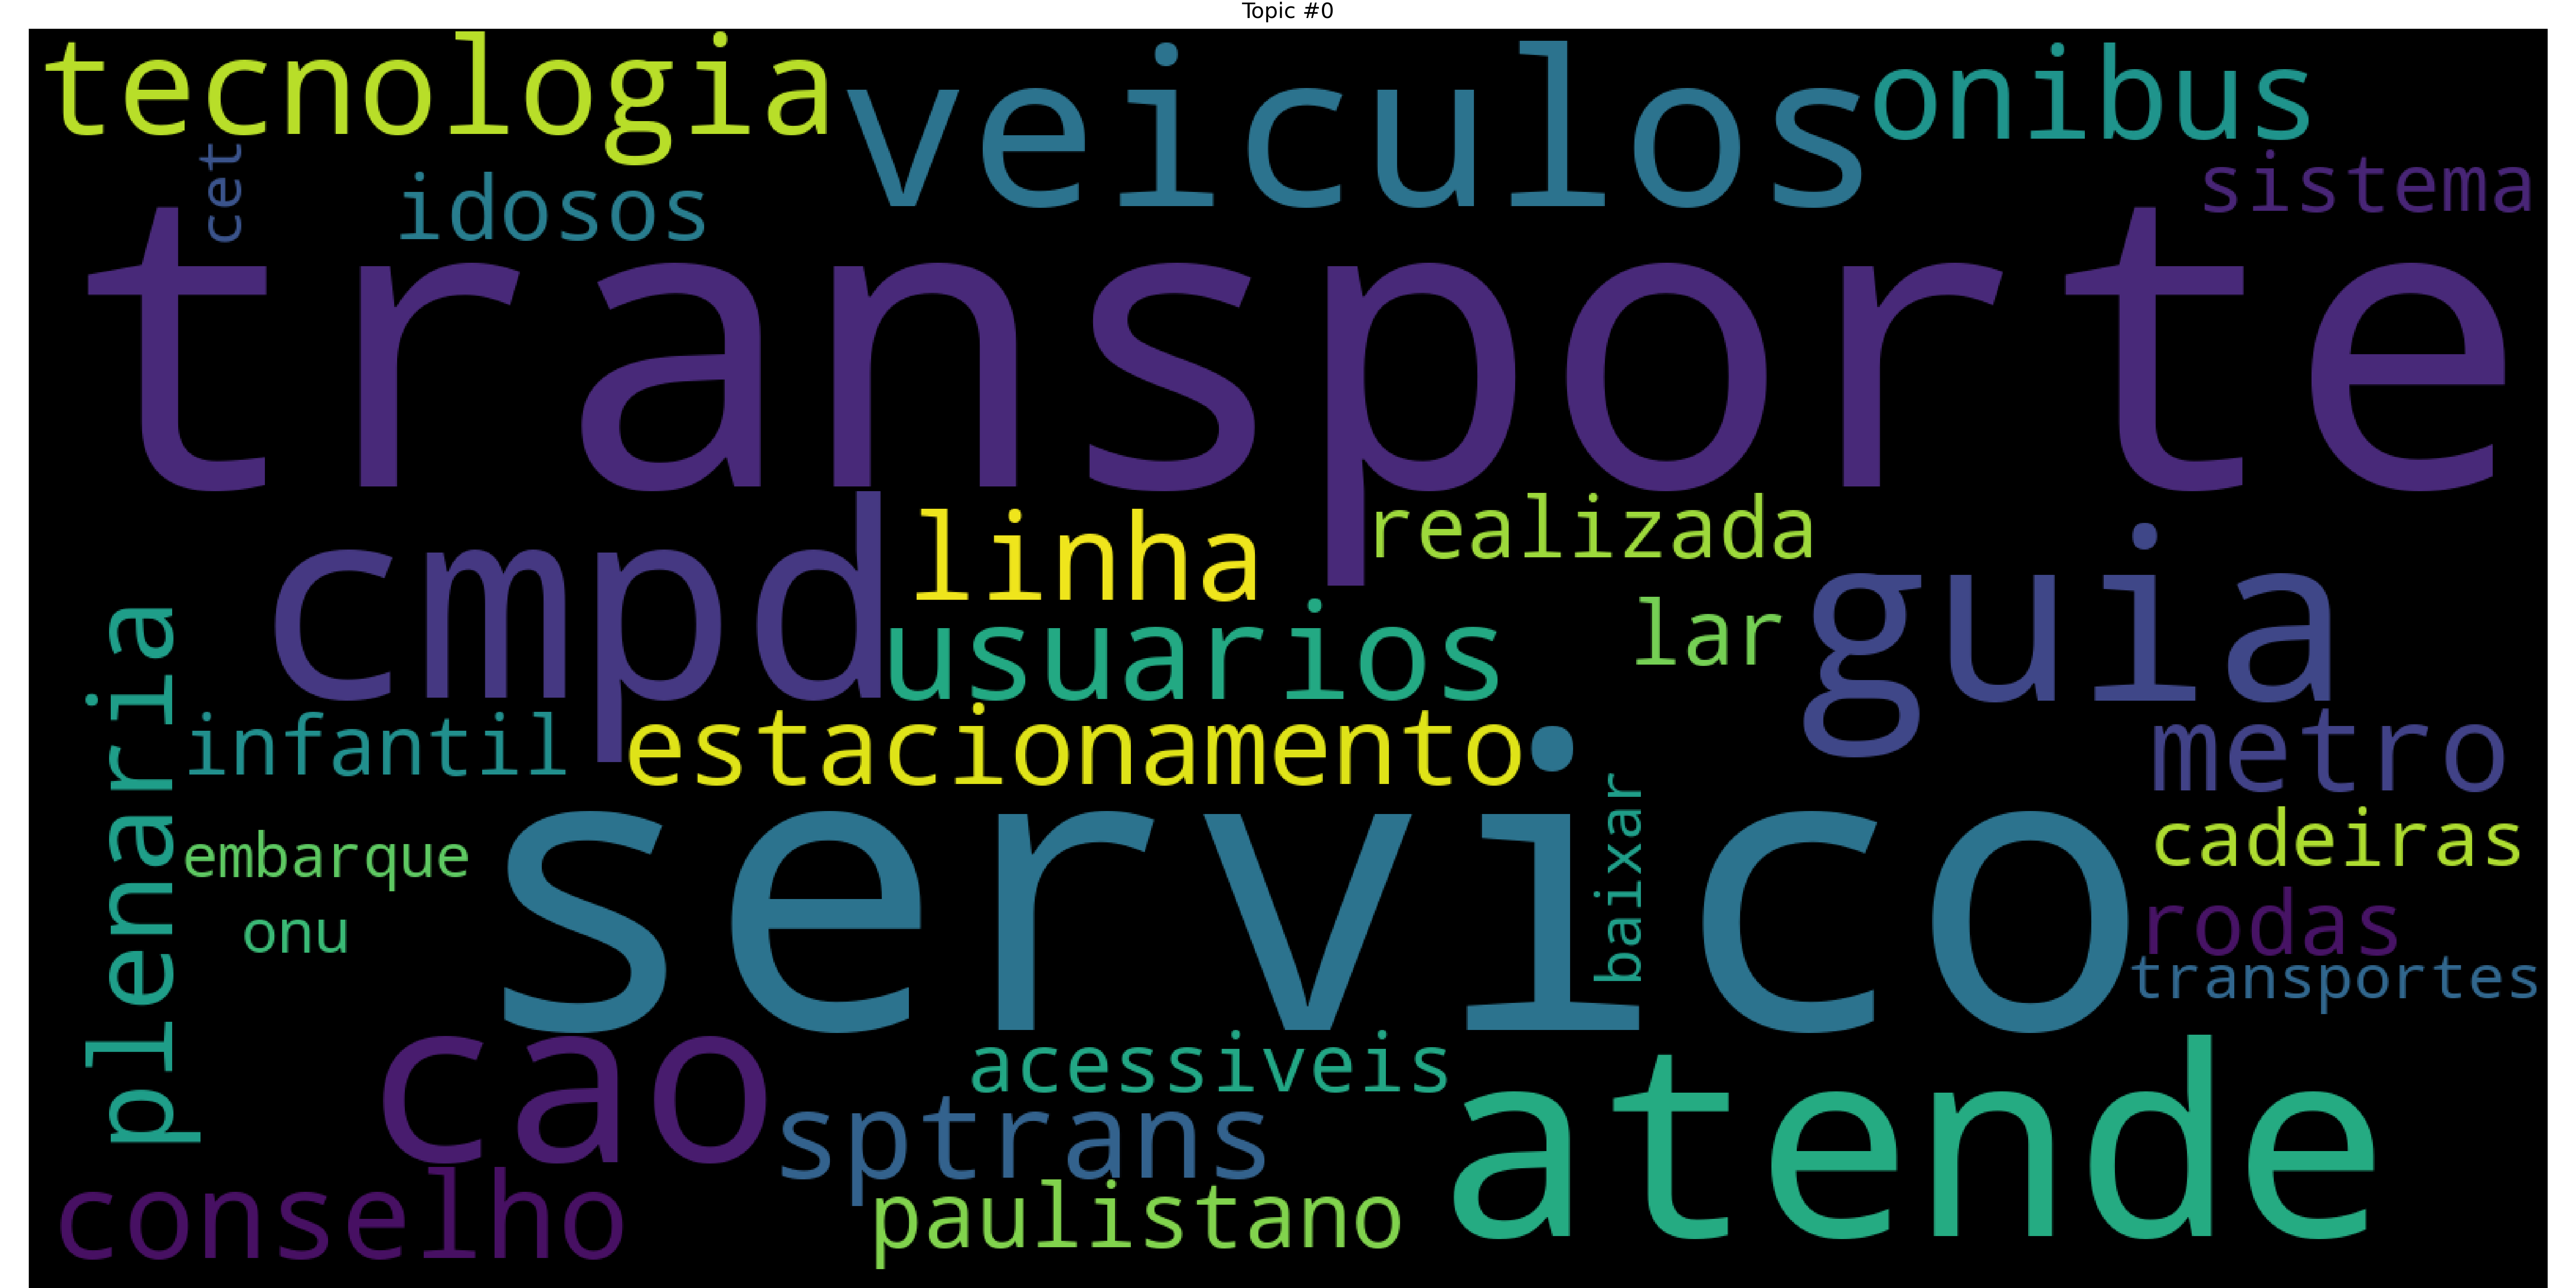 Topic #0
tecnologia
veiculos
onibus
cet
idosos
sistema
transporte
cmpd
linha
realizada
usuarios
lar
guia
plenaria
infantil
estacionamento
metro
servico
baixar
cadeiras
embarque
onu
rodas
transportes
cao
acessiveis
atende
sptrans
conselho
paulistano